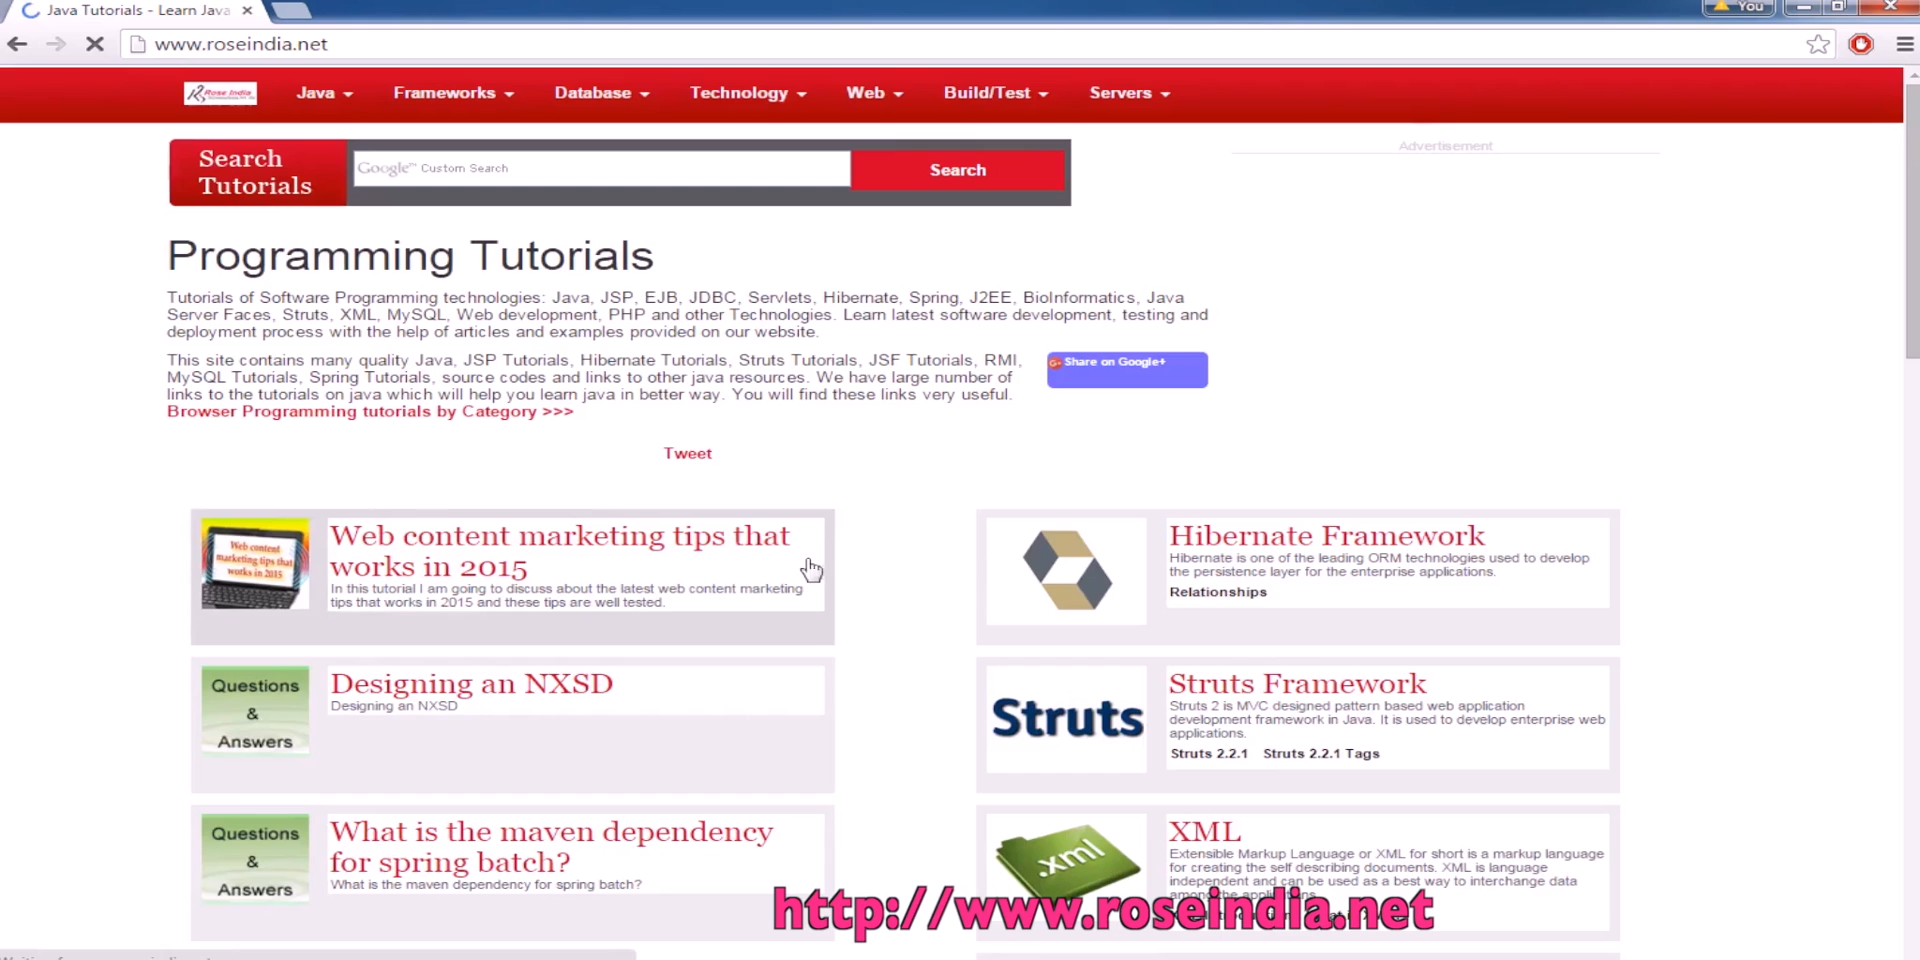 Java Tutorials - Learn Java
You
www.roseindia.net
Rose India
Java
Frameworks
Database
Technology
Web
Build/Test
Servers
Search
Tutorials
Google™ Custom Search
Search
Advertisement
Programming Tutorials
Tutorials of Software Programming technologies: Java, JSP, EJB, JDBC, Servlets, Hibernate, Spring, J2EE, BioInformatics, Java
Server Faces, Struts, XML, MySQL, Web development, PHP and other Technologies. Learn latest software development, testing and
deployment process with the help of articles and examples provided on our website.
This site contains many quality Java, JSP Tutorials, Hibernate Tutorials, Struts Tutorials, JSF Tutorials, RMI,
MySQL Tutorials, Spring Tutorials, source codes and links to other java resources. We have large number of
links to the tutorials on java which will help you learn java in better way. You will find these links very useful.
Browser Programming tutorials by Category >>>
Share on Google+
Tweet
Web content
marketing tips that
works in 2015
Web content marketing tips that
works in 2015
In this tutorial I am going to discuss about the latest web content marketing
tips that works in 2015 and these tips are well tested.
Hibernate Framework
Hibernate is one of the leading ORM technologies used to develop
the persistence layer for the enterprise applications.
Relationships
Questions
&
Answers
Designing an NXSD
Designing an NXSD
Struts
Struts Framework
Struts 2 is MVC designed pattern based web application
development framework in Java. It is used to develop enterprise web
applications.
Struts 2.2.1 Struts 2.2.1 Tags
Questions
&
Answers
What is the maven dependency
for spring batch?
What is the maven dependency for spring batch?
.xml
XML
Extensible Markup Language or XML for short is a markup language
for creating the self describing documents. XML is language
independent and can be used as a best way to interchange data
among the applications.
http://www.roseindia.net